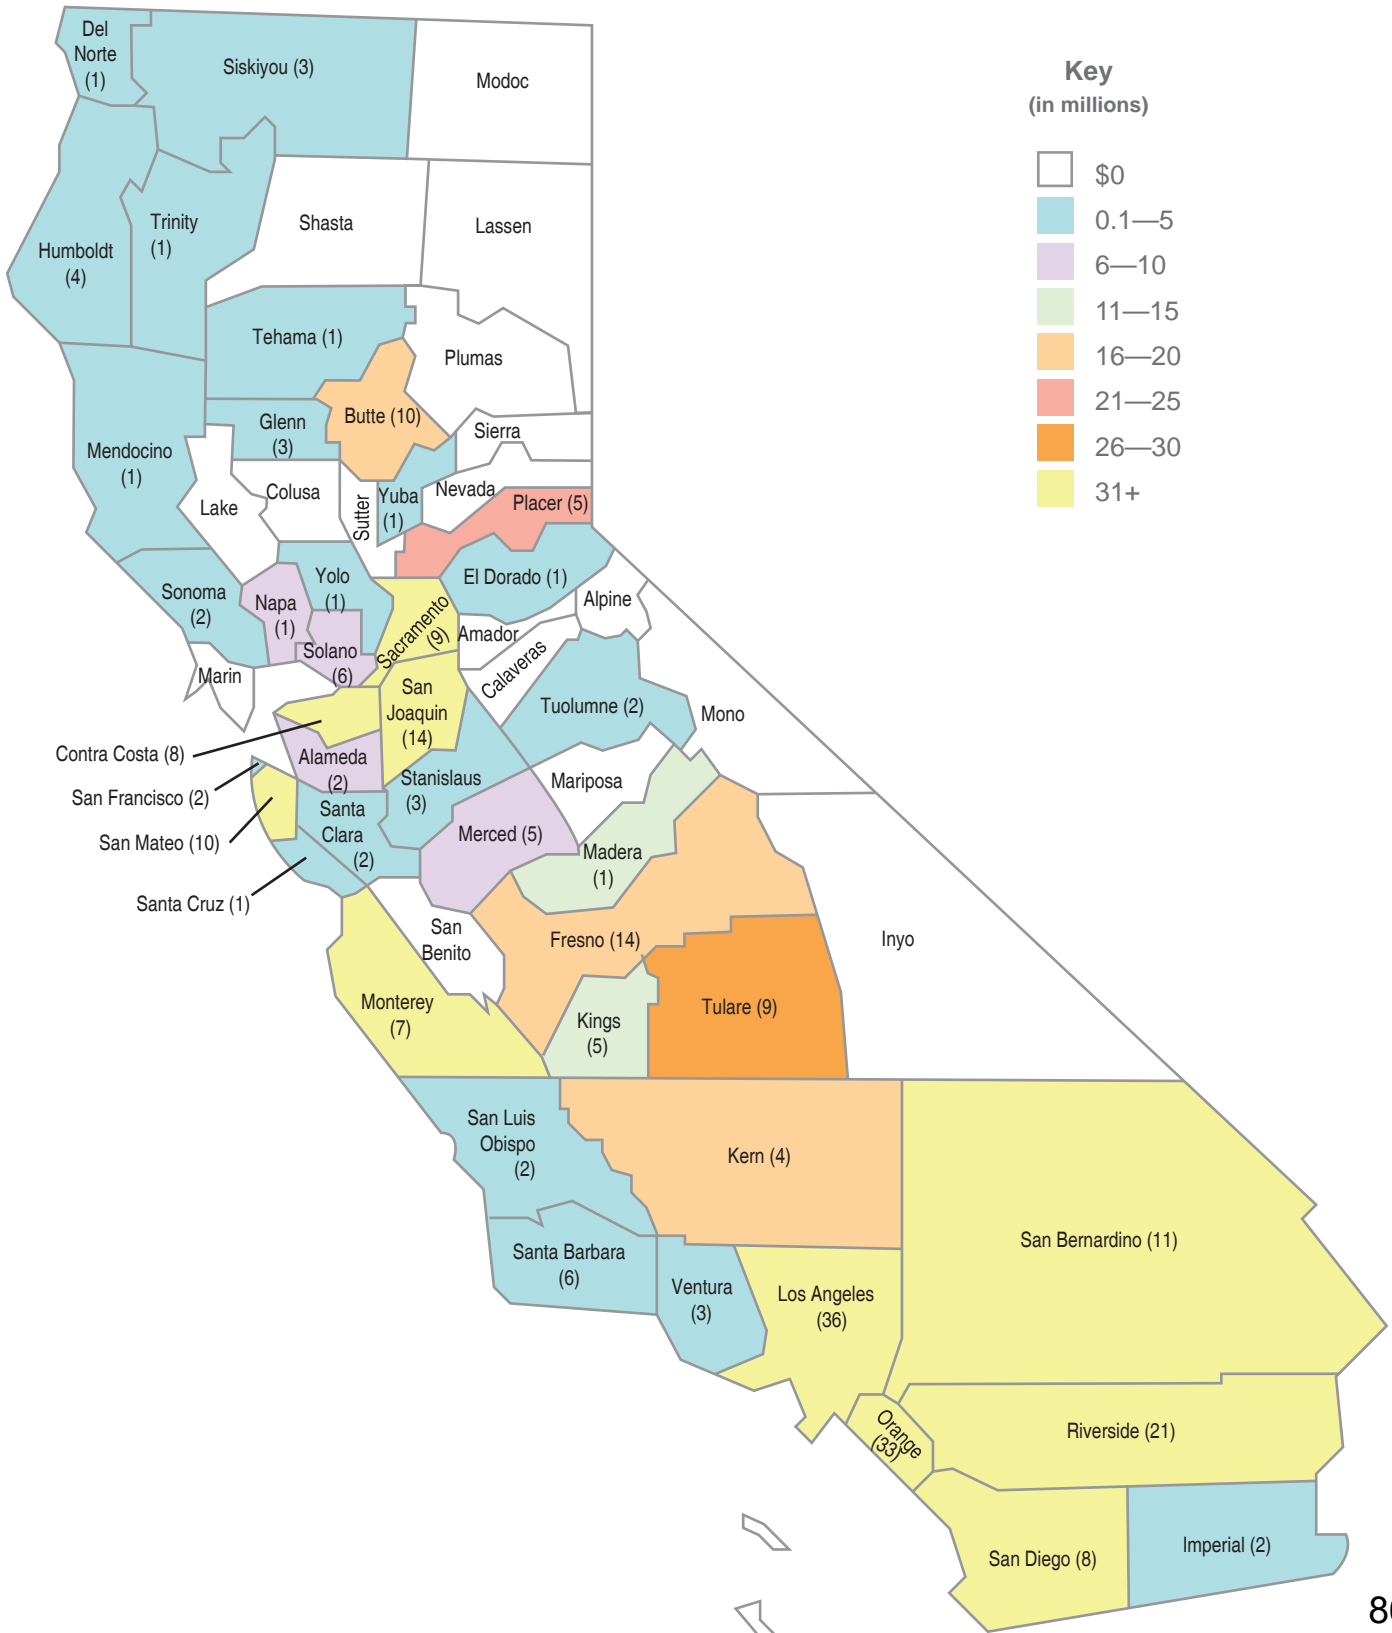 Del
Norte
(1)
Siskiyou (3)
Modoc
Key
(in millions)
$0
0.1—5
6—10
11—15
16—20
21—25
26—30
31+
Humboldt
(4)
Trinity
(1)
Shasta
Lassen
Tehama (1)
Plumas
Mendocino
(1)
Glenn
(3)
Butte (10)
Sierra
Lake
Colusa
Sutter
Yuba
(1)
Nevada
Placer (5)
Sonoma
(2)
Napa
(1)
Yolo
(1)
El Dorado (1)
Alpine
Solano
(6)
Sacramento
(9)
Amador
Calaveras
Marin
San
Joaquin
(14)
Tuolumne (2)
Mono
Contra Costa (8)
Alameda
(2)
Stanislaus
(3)
Mariposa
San Francisco (2)
San Mateo (10)
Santa
Clara
(2)
Merced (5)
Madera
(1)
Santa Cruz (1)
San
Benito
Fresno (14)
Inyo
Monterey
(7)
Kings
(5)
Tulare (9)
San Luis
Obispo
(2)
Kern (4)
Santa Barbara
(6)
Ventura
(3)
Los Angeles
(36)
San Bernardino (11)
Orange
(33)
Riverside (21)
San Diego (8)
Imperial (2)